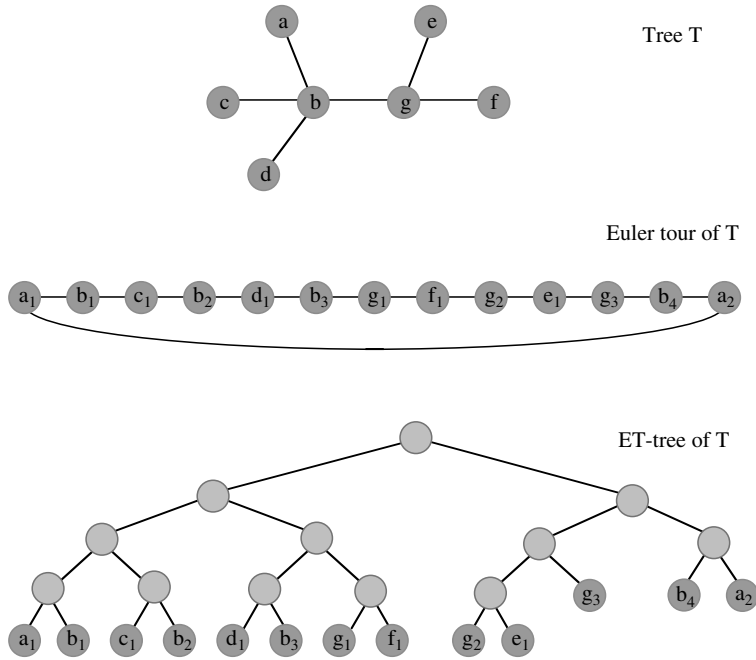 a e
Tree T
c b g f
d
Euler tour of T
a₁ b₁ c₁ b₂ d₁ b₃ g₁ f₁ g₂ e₁ g₃ b₄ a₂
ET-tree of T
g₃ b₄ a₂
a₁ b₁ c₁ b₂ d₁ b₃ g₁ f₁ g₂ e₁